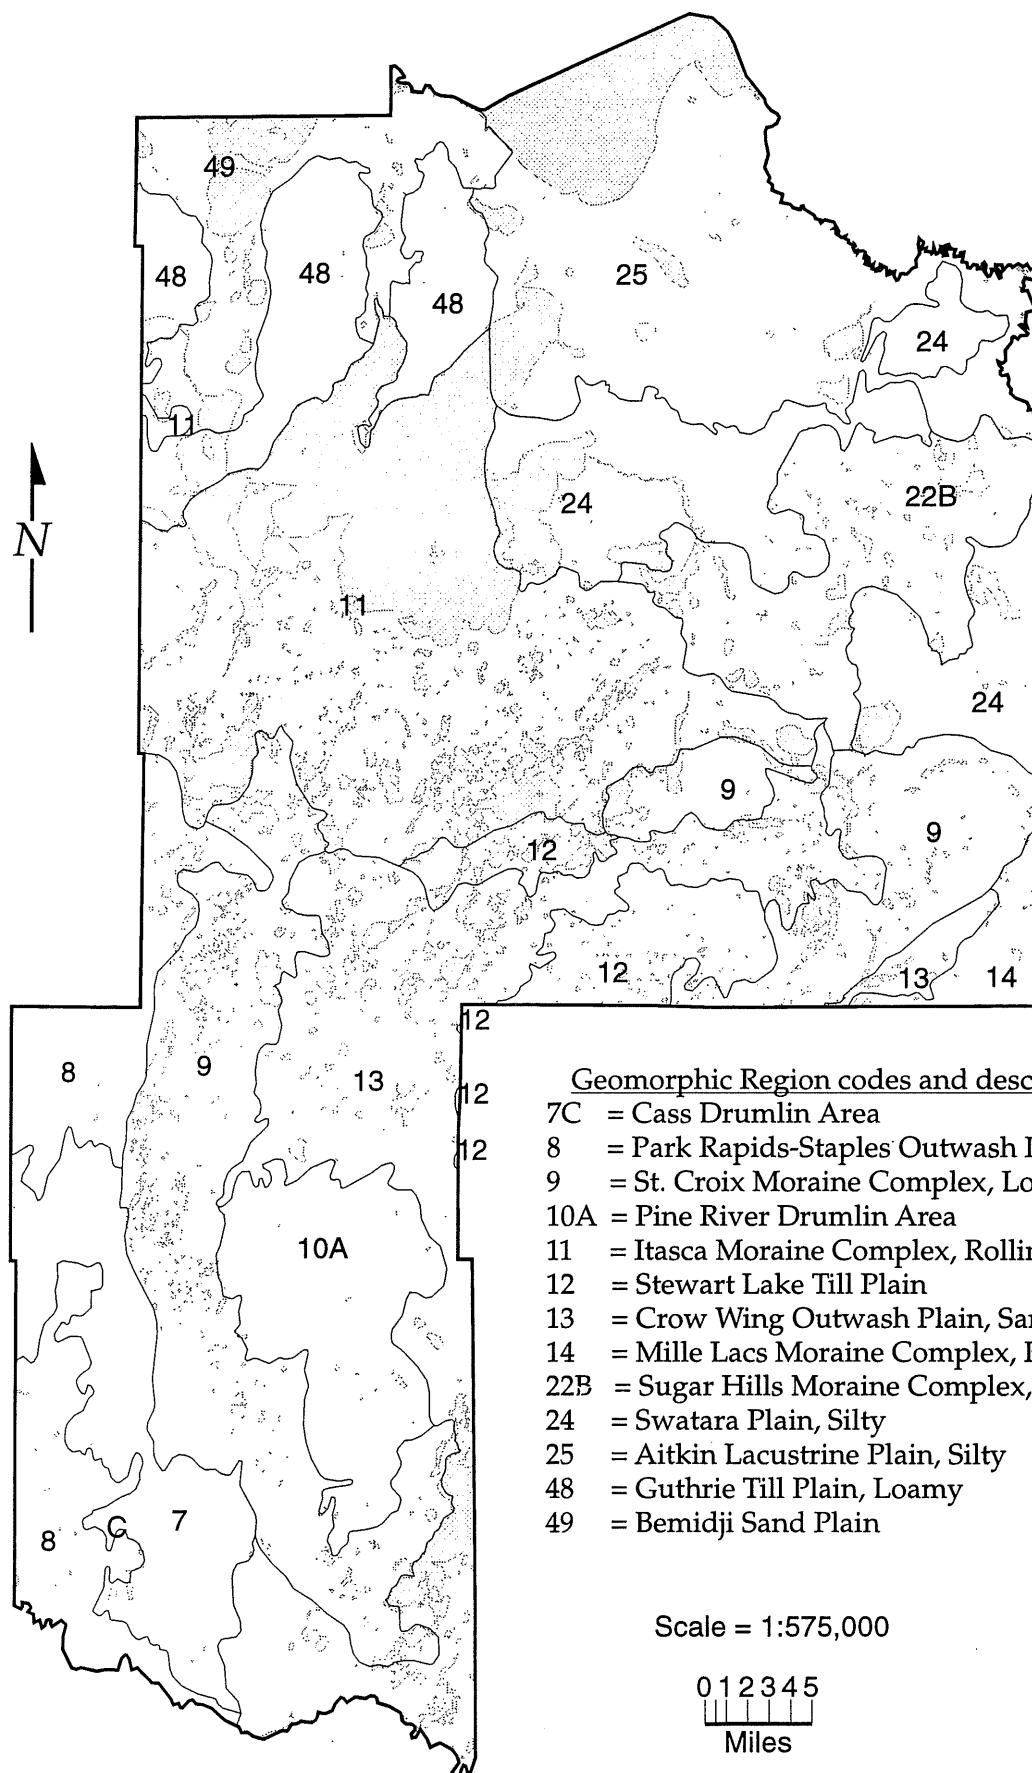 49
48
48
48
25
24
11
24
22B
N
11
24
9
9
12
12
13
14
12
8
9
13
12
12
10A
7
C
8
Geomorphic Region codes and desc
7C = Cass Drumlin Area
8 = Park Rapids-Staples Outwash
9 = St. Croix Moraine Complex, Lo
10A = Pine River Drumlin Area
11 = Itasca Moraine Complex, Rollin
12 = Stewart Lake Till Plain
13 = Crow Wing Outwash Plain, Sa
14 = Mille Lacs Moraine Complex,
22B = Sugar Hills Moraine Complex,
24 = Swatara Plain, Silty
25 = Aitkin Lacustrine Plain, Silty
48 = Guthrie Till Plain, Loamy
49 = Bemidji Sand Plain
Scale = 1:575,000
0 1 2 3 4 5
Miles